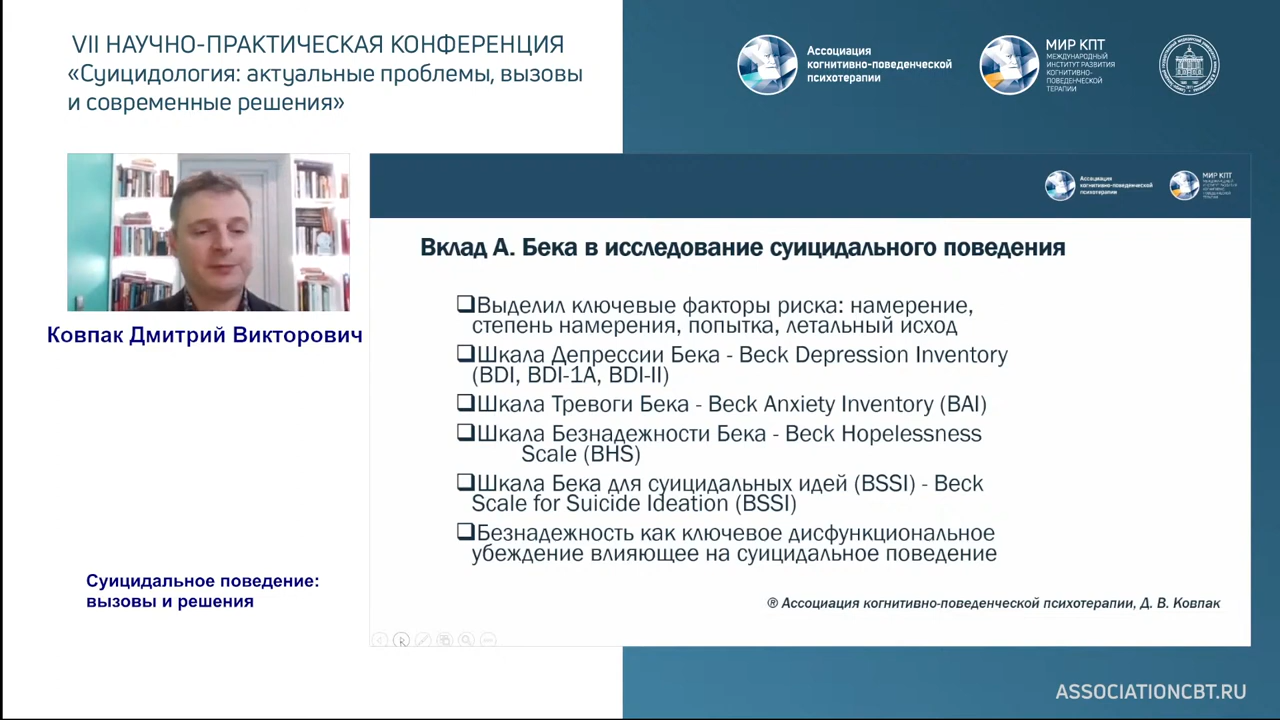 VII НАУЧНО-ПРАКТИЧЕСКАЯ КОНФЕРЕНЦИЯ
«Суицидология: актуальные проблемы, вызовы
и современные решения»
Ассоциация
когнитивно-поведенческой
психотерапии
МИР КПТ
МЕЖДУНАРОДНЫЙ
ИНСТИТУТ РАЗВИТИЯ
КОГНИТИВНО-
ПОВЕДЕНЧЕСКОЙ
ТЕРАПИИ
Ковпак Дмитрий Викторович
Суицидальное поведение:
вызовы и решения
Ассоциация
когнитивно-поведенческой
психотерапии
МИР КПТ
Вклад А. Бека в исследование суицидального поведения
Выделил ключевые факторы риска: намерение,
степень намерения, попытка, летальный исход
Шкала Депрессии Бека - Beck Depression Inventory
(BDI, BDI-1A, BDI-II)
Шкала Тревоги Бека - Beck Anxiety Inventory (BAI)
Шкала Безнадежности Бека - Beck Hopelessness
Scale (BHS)
Шкала Бека для суицидальных идей (BSSI) - Beck
Scale for Suicide Ideation (BSSI)
Безнадежность как ключевое дисфункциональное
убеждение влияющее на суицидальное поведение
® Ассоциация когнитивно-поведенческой психотерапии, Д. В. Ковпак
ASSOCIATIONCBT.RU